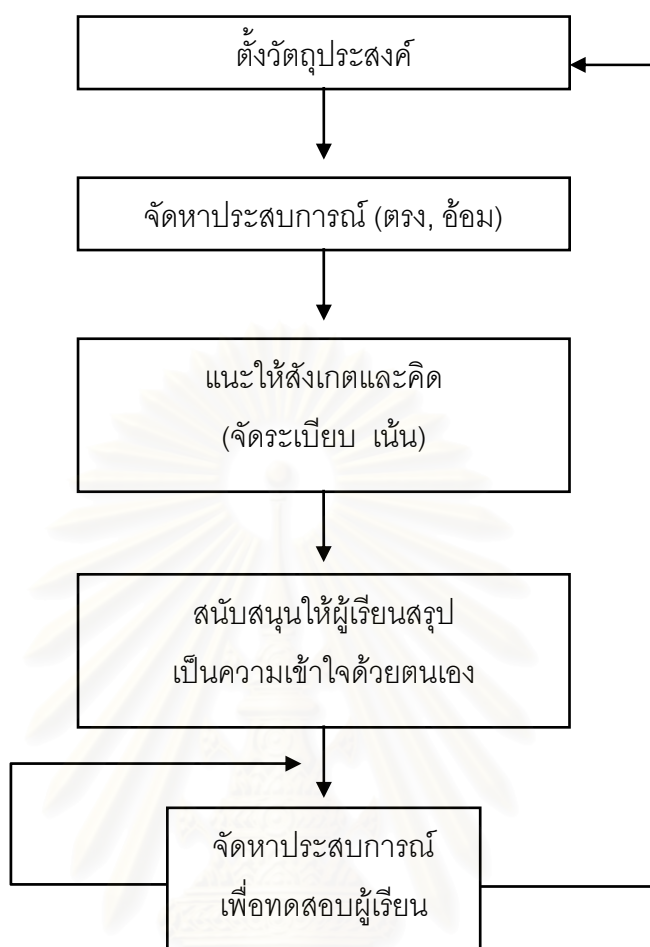 ตั้งวัตถุประสงค์
จัดหาประสบการณ์ (ตรง, อ้อม)
แนะให้สังเกตและคิด
(จัดระเบียบ เน้น)
สนับสนุนให้ผู้เรียนสรุป
เป็นความเข้าใจด้วยตนเอง
จัดหาประสบการณ์
เพื่อทดสอบผู้เรียน